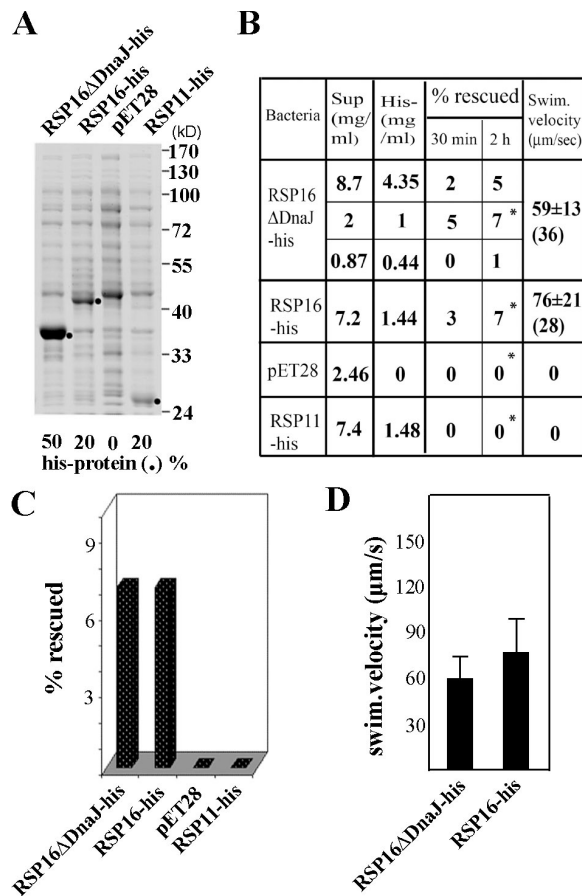 A
RSP16ΔDnaJ-his
RSP16-his
pET28
RSP11-his
(kD)
170
130
100
72
55
40
33
24
50 20 0 20
his-protein (•) %
B
Bacteria
Sup
(mg/
ml)
His-
(mg
/ml)
% rescued
30 min
2 h
Swim.
velocity
(µm/sec)
RSP16
ΔDnaJ
-his
8.7 4.35 2 5
2 1 5 7 *
0.87 0.44 0 1
59±13
(36)
RSP16
-his
7.2 1.44 3 7 *
76±21
(28)
pET28 2.46 0 0 0 * 0
RSP11
-his
7.4 1.48 0 0 * 0
C
% rescued
9
6
3
RSP16ΔDnaJ-his
RSP16-his
pET28
RSP11-his
D
swim.velocity (µm/s)
150
120
90
60
30
RSP16ΔDnaJ-his
RSP16-his